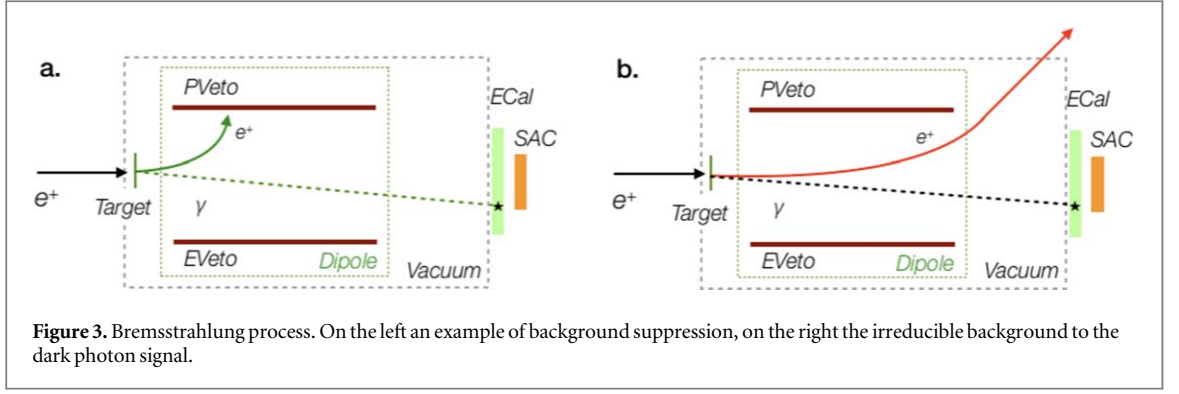 a.
PVeto
e⁺
ECal
SAC
e⁺
Target
γ
EVeto
Dipole
Vacuum
b.
PVeto
e⁺
ECal
SAC
e⁺
Target
γ
EVeto
Dipole
Vacuum
Figure 3. Bremsstrahlung process. On the left an example of background suppression, on the right the irreducible background to the
dark photon signal.